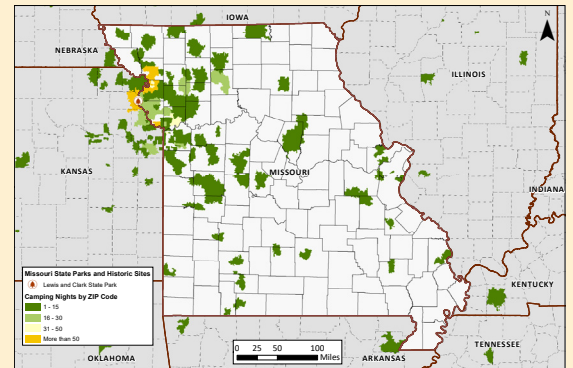 IOWA
N
NEBRASKA
ILLINOIS
KANSAS
MISSOURI
INDIANA
Missouri State Parks and Historic Sites
Lewis and Clark State Park
Camping Nights by ZIP Code
1 - 15
16 - 30
31 - 50
More than 50
KENTUCKY
0 25 50 100
Miles
OKLAHOMA
ARKANSAS
TENNESSEE